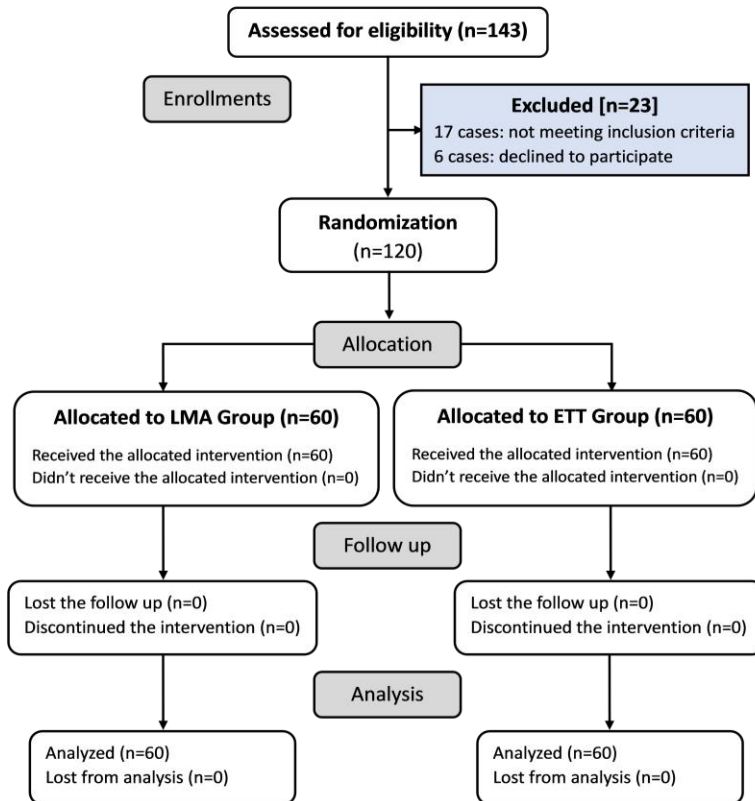 Assessed for eligibility (n=143)
Enrollments
Excluded [n=23]
17 cases: not meeting inclusion criteria
6 cases: declined to participate
Randomization
(n=120)
Allocation
Allocated to LMA Group (n=60)
Received the allocated intervention (n=60)
Didn’t receive the allocated intervention (n=0)
Allocated to ETT Group (n=60)
Received the allocated intervention (n=60)
Didn’t receive the allocated intervention (n=0)
Follow up
Lost the follow up (n=0)
Discontinued the intervention (n=0)
Lost the follow up (n=0)
Discontinued the intervention (n=0)
Analysis
Analyzed (n=60)
Lost from analysis (n=0)
Analyzed (n=60)
Lost from analysis (n=0)